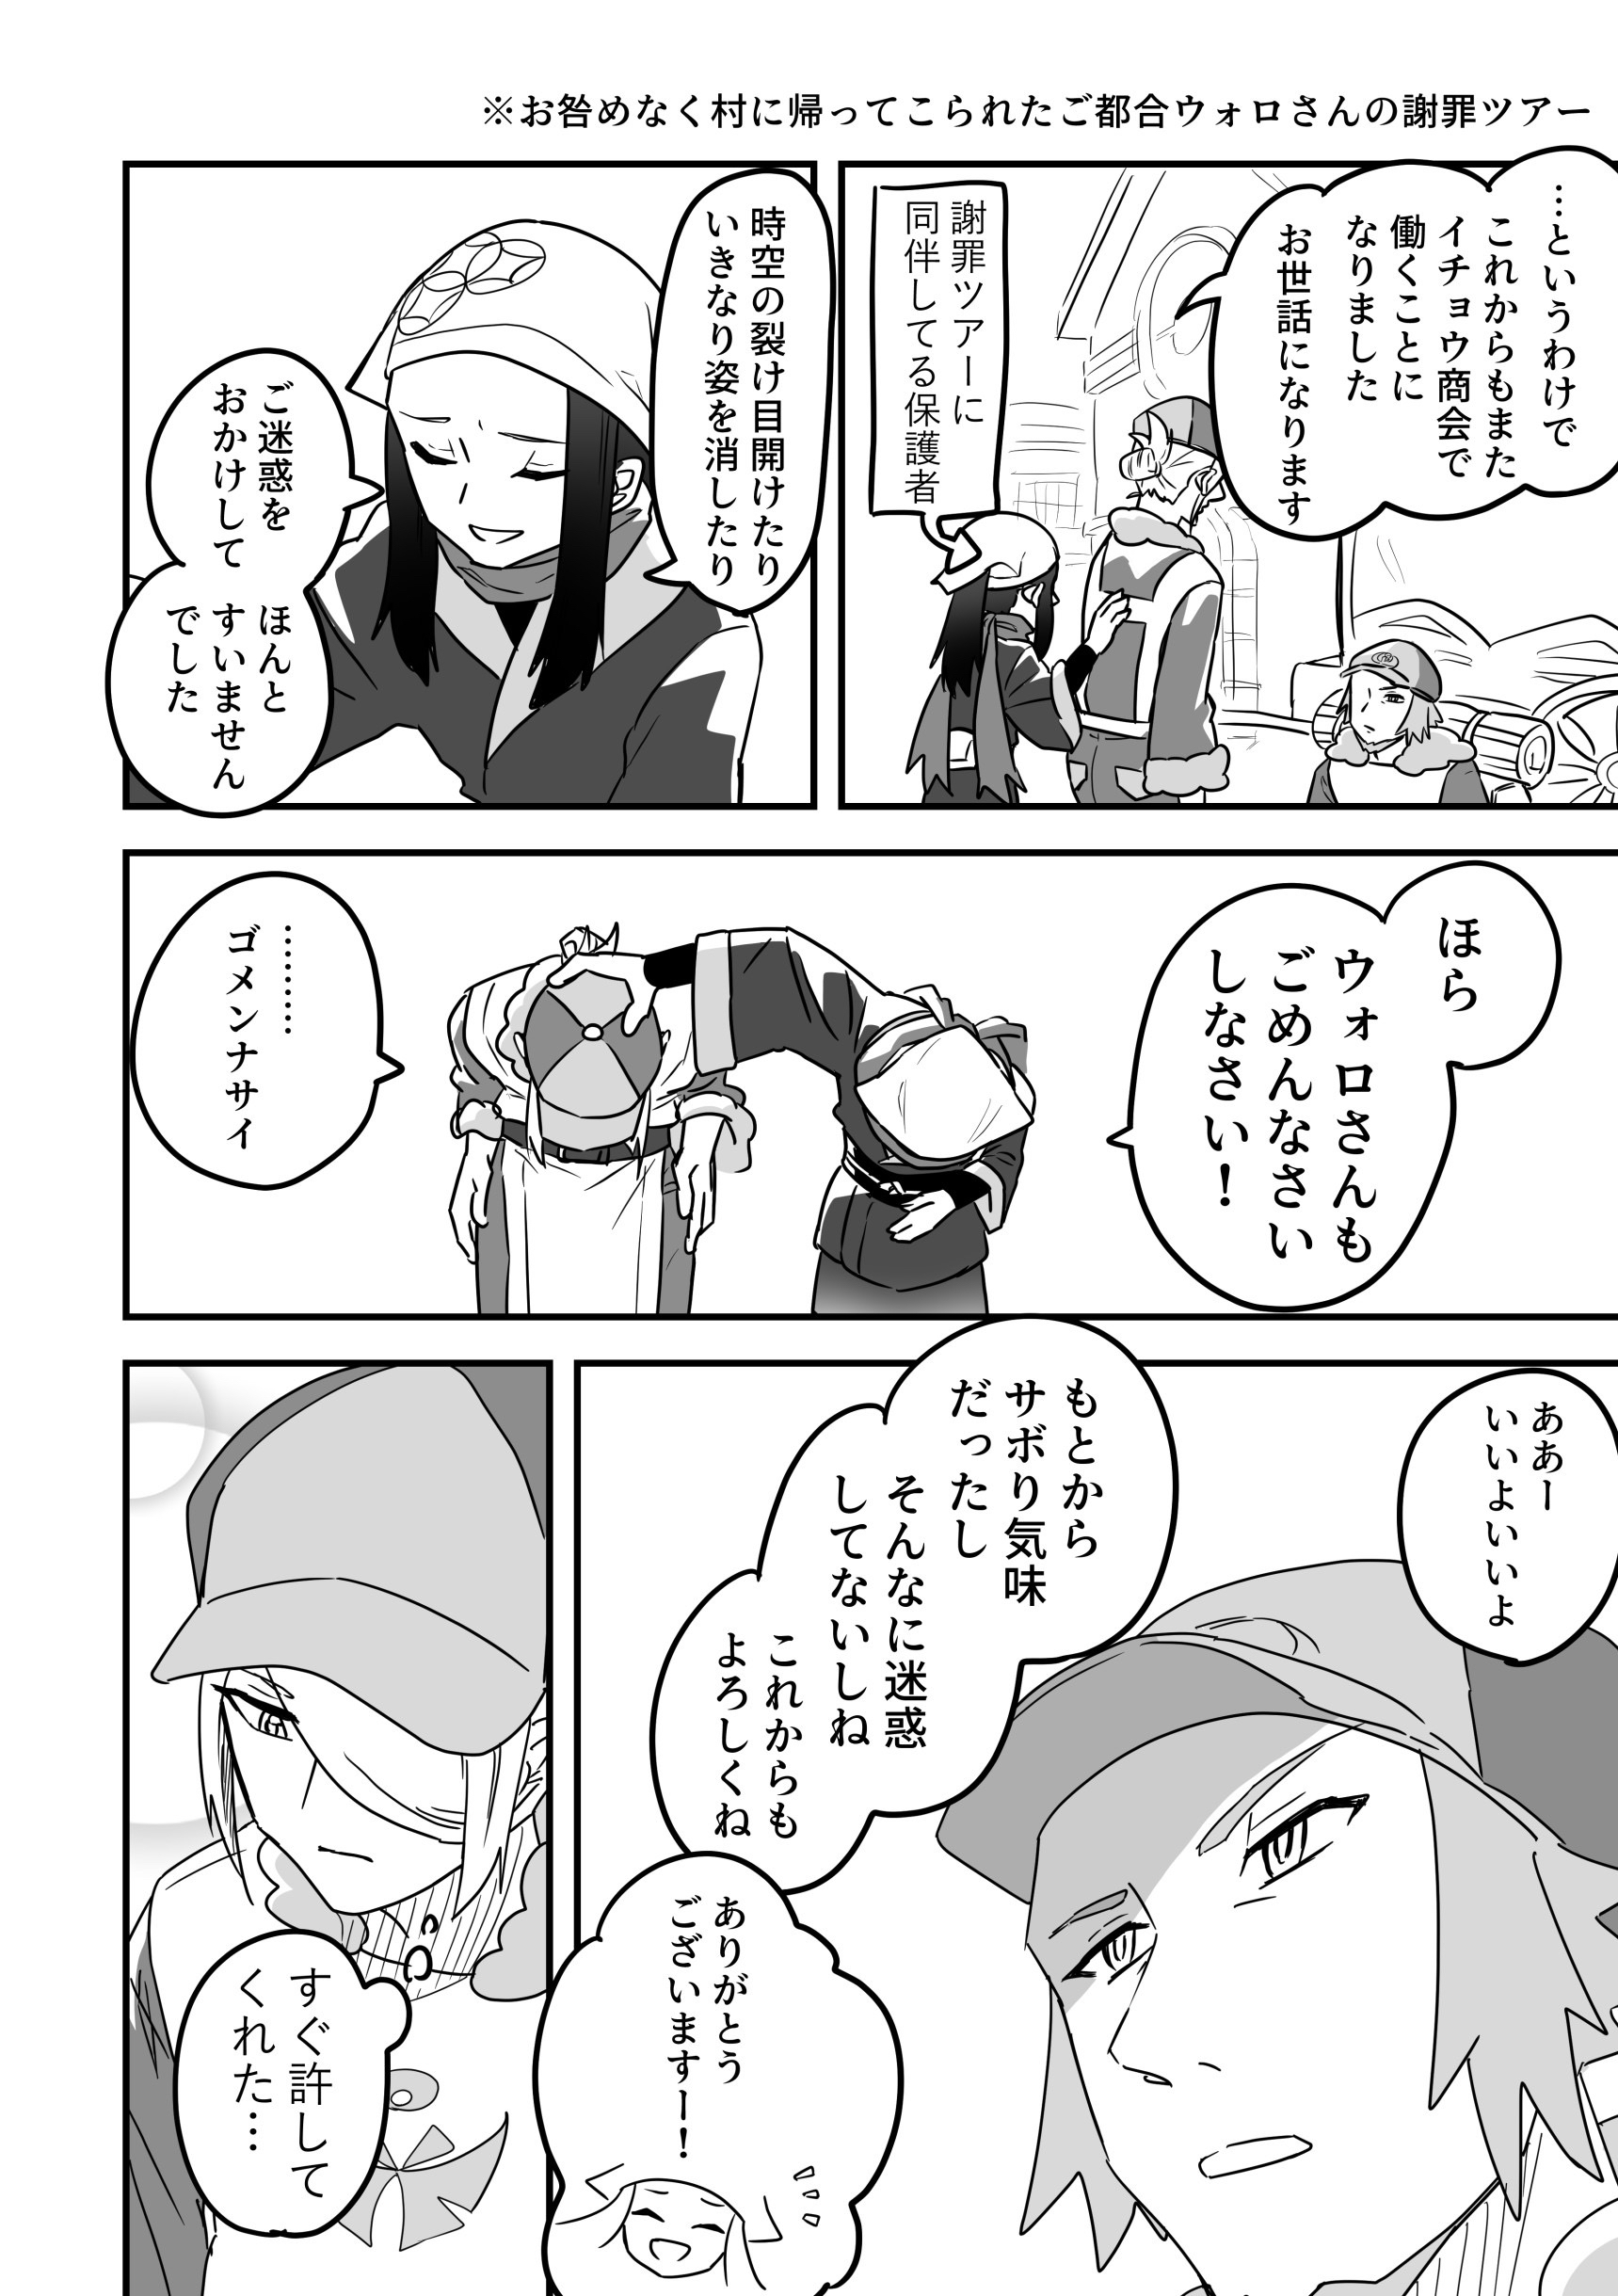 ※お咎めなく村に帰ってこられたご都合ウォロさんの謝罪ツアー
…というわけで
これからもまた
イチョウ商会で
働くことに
なりました
お世話になります
謝罪ツアーに
同伴してる保護者
時空の裂け目開けたり
いきなり姿を消したり
ご迷惑を
おかけして
ほんと
すいません
でした
ほら
ウォロさんも
ごめんなさい
しなさい！
………
ゴメンナサイ
ああー
いいよいいよ
もとから
サボり気味
だったし
そんなに迷惑
してないしね
これからも
よろしくね
ありがとう
ございますー！
すぐ許して
くれた…